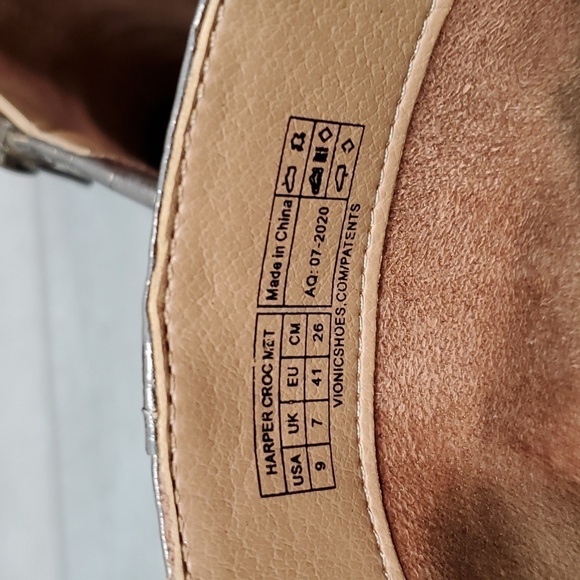 HARPER CROC MET
USA UK EU CM
9 7 41 26
Made in China
AQ: 07-2020
VIONICSHOES.COM/PATENTS